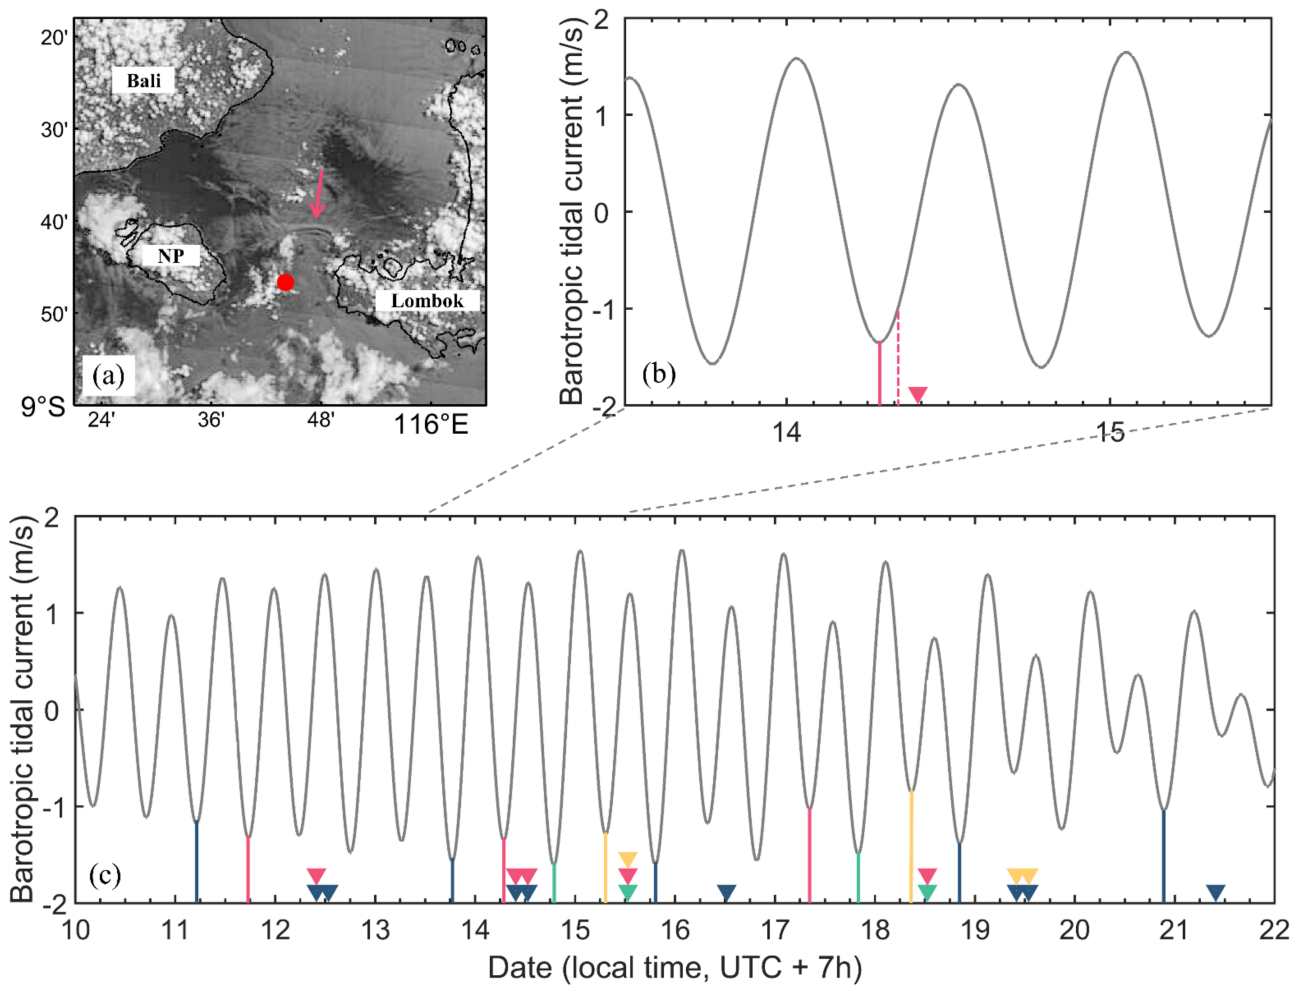 20'
30'
40'
50'
9°S
24'
36'
48'
116°E
Bali
NP
Lombok
(a)
Barotropic tidal current (m/s)
2
1
0
-1
-2
14
15
(b)
Barotropic tidal current (m/s)
2
1
0
-1
-2
(c)
10 11 12 13 14 15 16 17 18 19 20 21 22
Date (local time, UTC + 7h)